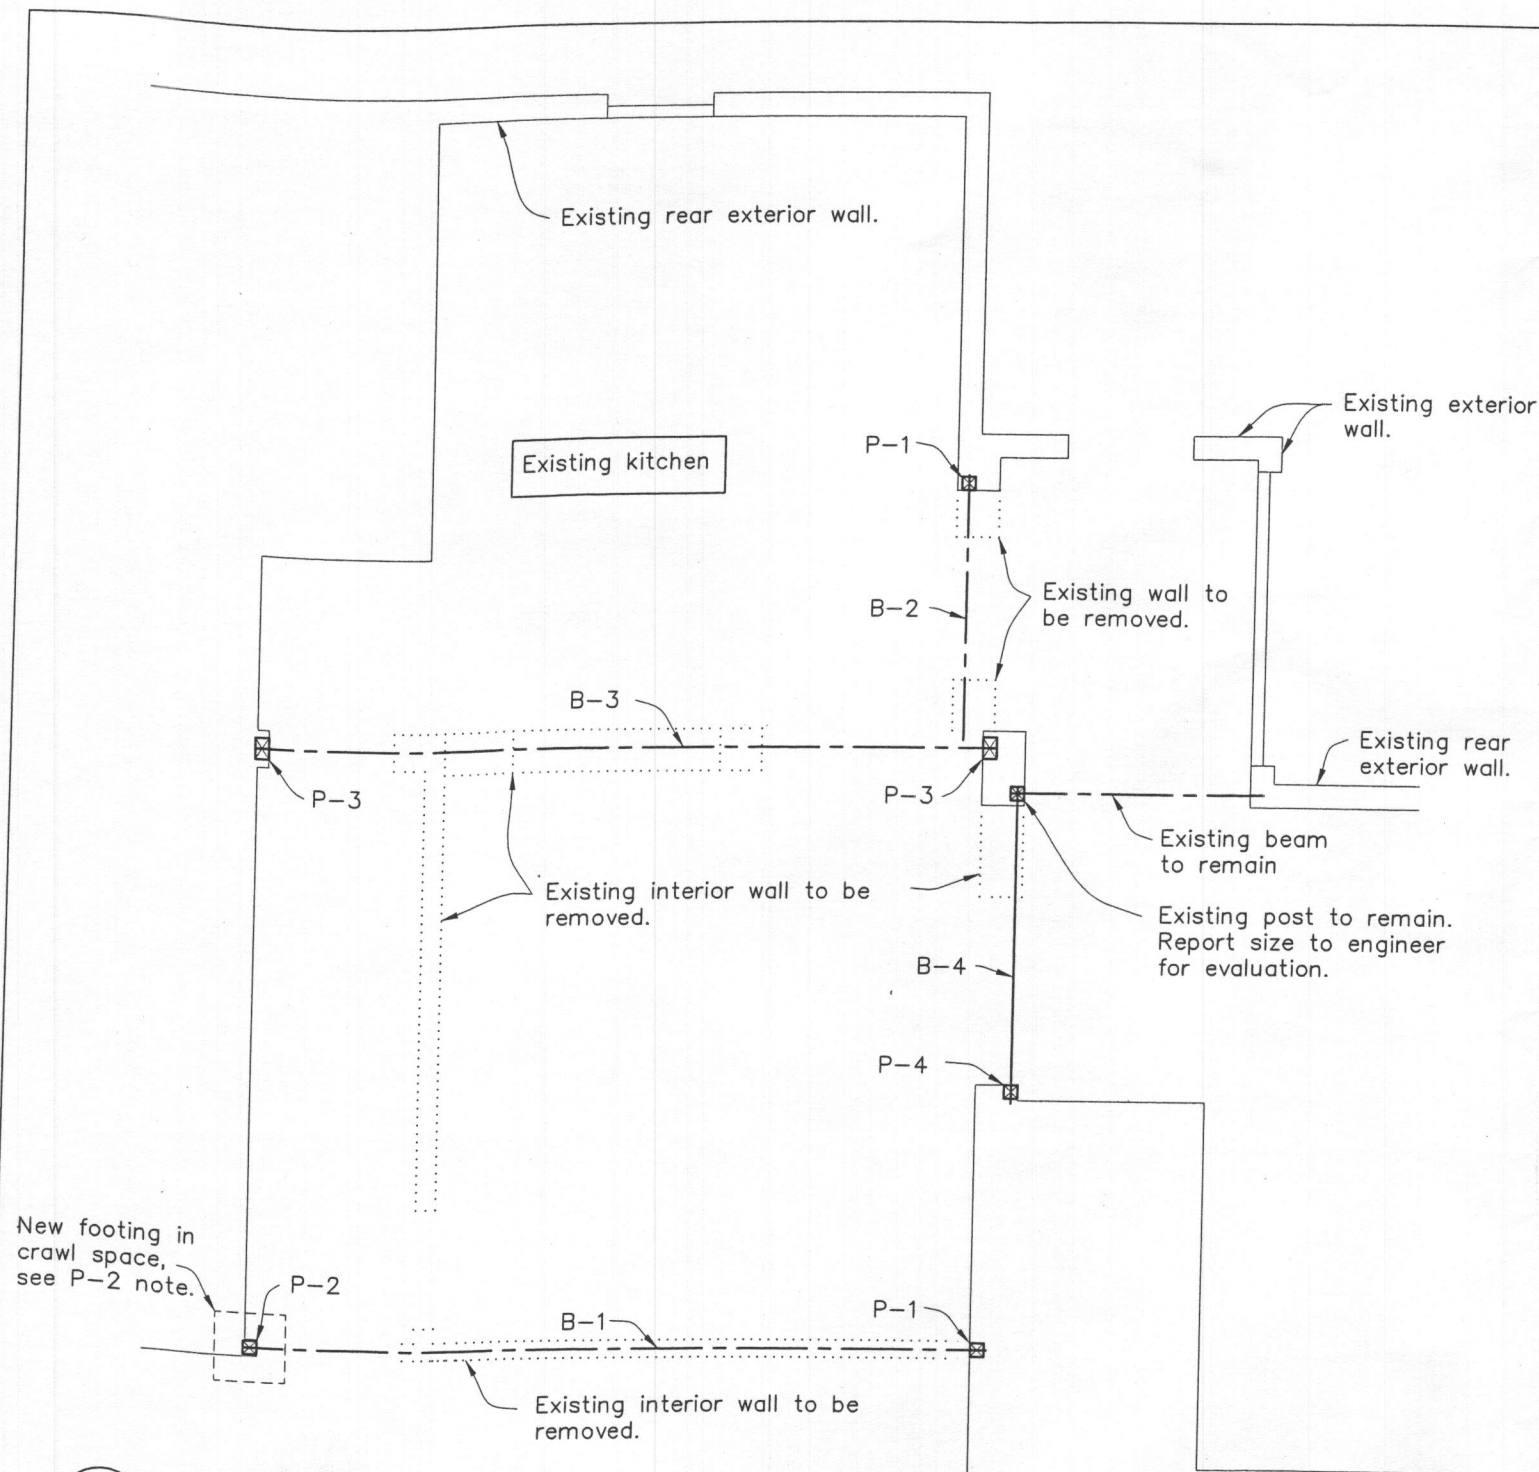 Existing rear exterior wall.
Existing exterior
wall.
P-1
Existing kitchen
B-2
Existing wall to
be removed.
B-3
P-3
P-3
Existing rear
exterior wall.
Existing beam
to remain
Existing interior wall to be
removed.
Existing post to remain.
Report size to engineer
for evaluation.
B-4
P-4
New footing in
crawl space,
see P-2 note.
P-2
B-1
P-1
Existing interior wall to be
removed.